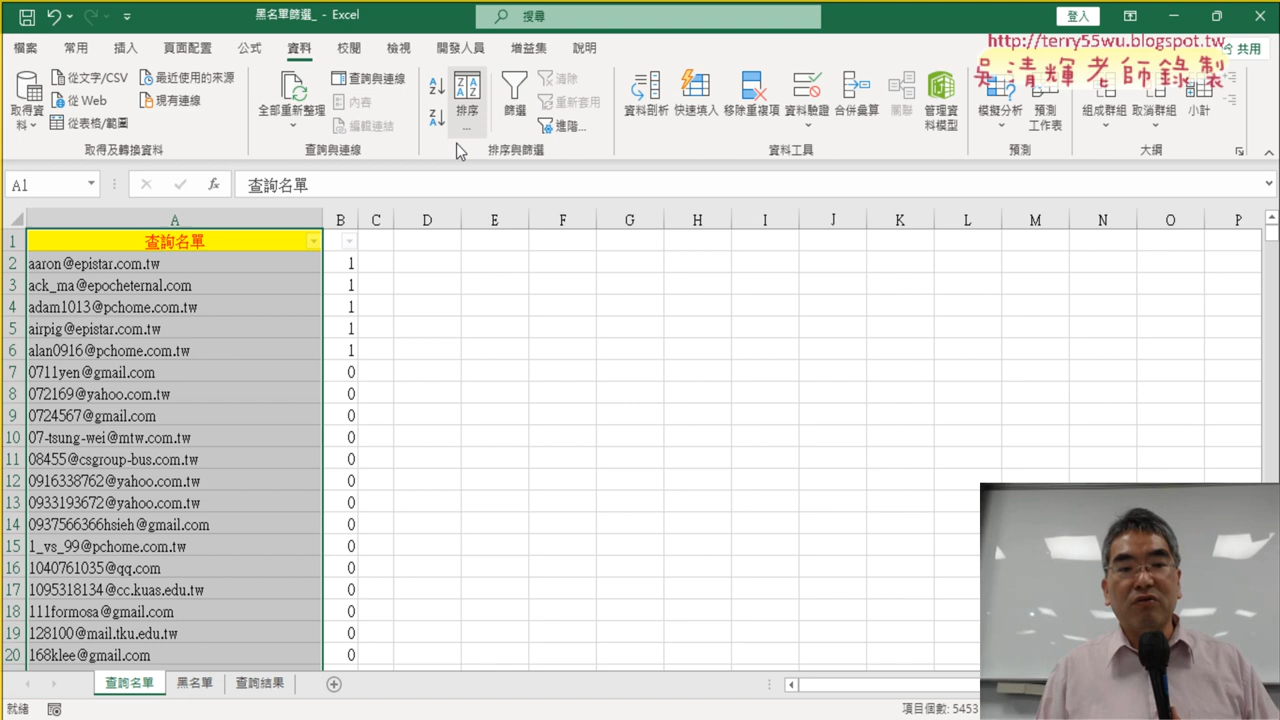 黑名單篩選_ - Excel
搜尋
登入
http://terry55wu.blogspot.tw
吳清輝老師錄製
檔案 常用 插入 頁面配置 公式 資料 校閱 檢視 開發人員 增益集 說明
共用
取得資料
從文字/CSV
從 Web
從表格/範圍
最近使用的來源
現有連線
取得及轉換資料
全部重新整理
查詢與連線
內容
編輯連結
查詢與連線
排序...
篩選
清除
重新套用
進階...
排序與篩選
資料剖析 快速填入 移除重複項 資料驗證 合併彙算 關聯 管理資料模型
資料工具
模擬分析 預測工作表
預測
組成群組 取消群組 小計
大綱
A1
fx
查詢名單
A B C D E F G H I J K L M N O P
1 查詢名單
2 aaron@epistar.com.tw 1
3 ack_ma@epocheternal.com 1
4 adam1013@pchome.com.tw 1
5 airpig@epistar.com.tw 1
6 alan0916@pchome.com.tw 1
7 0711yen@gmail.com 0
8 072169@yahoo.com.tw 0
9 0724567@gmail.com 0
10 07-tsung-wei@mtw.com.tw 0
11 08455@csgroup-bus.com.tw 0
12 0916338762@yahoo.com.tw 0
13 0933193672@yahoo.com.tw 0
14 0937566366hsieh@gmail.com 0
15 1_vs_99@pchome.com.tw 0
16 1040761035@qq.com 0
17 1095318134@cc.kuas.edu.tw 0
18 111formosa@gmail.com 0
19 128100@mail.tku.edu.tw 0
20 168klee@gmail.com 0
查詢名單 黑名單 查詢結果
就緒
項目個數: 5453